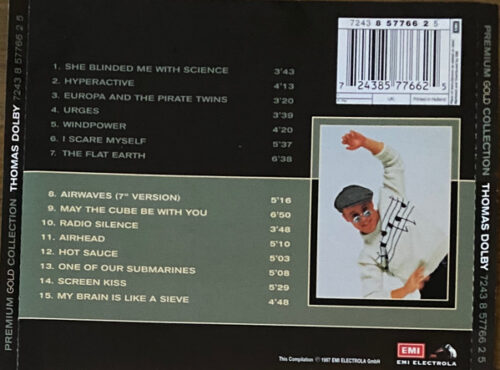 PREMIUM GOLD COLLECTION THOMAS DOLBY 7243 8 57766 2 5
1. SHE BLINDED ME WITH SCIENCE 3'43
2. HYPERACTIVE 4'13
3. EUROPA AND THE PIRATE TWINS 3'20
4. URGES 3'39
5. WINDPOWER 4'20
6. I SCARE MYSELF 5'37
7. THE FLAT EARTH 6'38
8. AIRWAVES (7" VERSION) 5'16
9. MAY THE CUBE BE WITH YOU 6'50
10. RADIO SILENCE 3'48
11. AIRHEAD 5'10
12. HOT SAUCE 5'03
13. ONE OF OUR SUBMARINES 5'08
14. SCREEN KISS 5'29
15. MY BRAIN IS LIKE A SIEVE 4'48
7243 8 57766 2 5
7 24385 77662 5
UK:
Printed in Holland
This Compilation ℗ 1997 EMI ELECTROLA GmbH
EMI
EMI ELECTROLA
PREMIUM GOLD COLLECTION THOMAS DOLBY 7243 8 57766 2 5